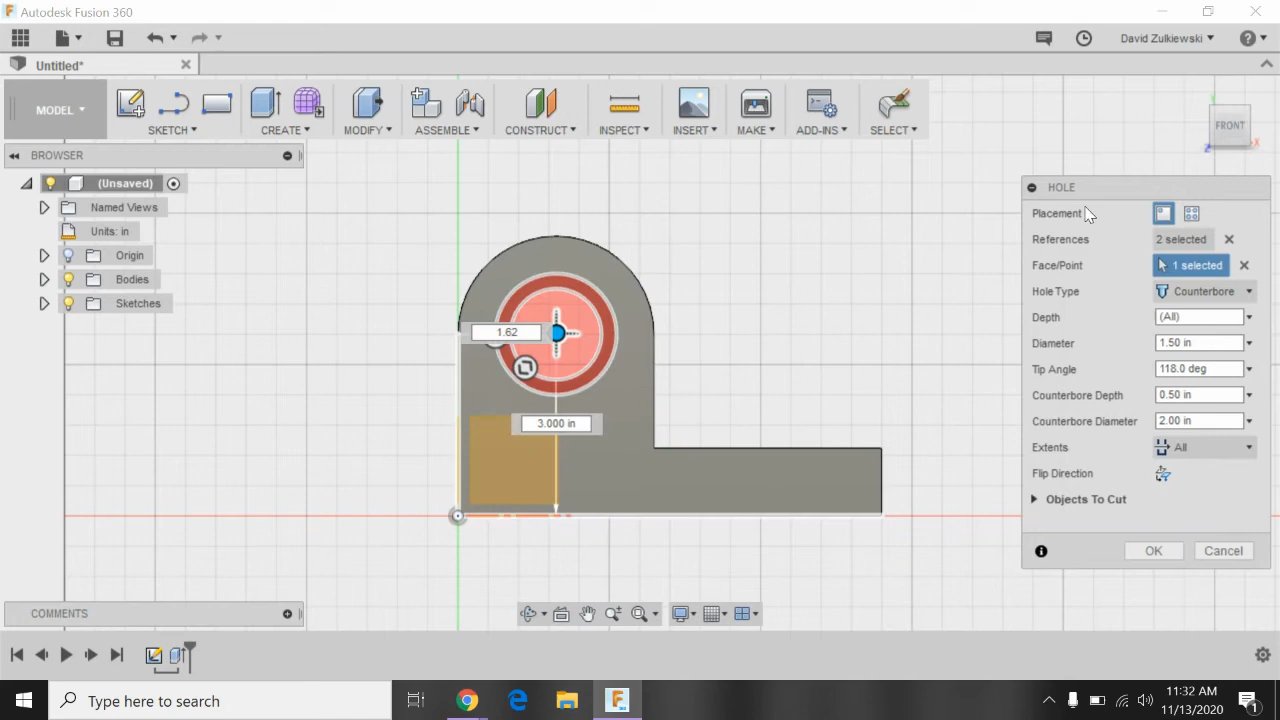 Autodesk Fusion 360
David Zulkiewski
Untitled*
MODEL
SKETCH
CREATE
MODIFY
ASSEMBLE
CONSTRUCT
INSPECT
INSERT
MAKE
ADD-INS
SELECT
FRONT
BROWSER
(Unsaved)
Named Views
Units: in
Origin
Bodies
Sketches
1.62
3.000 in
HOLE
Placement
References 2 selected
Face/Point 1 selected
Hole Type Counterbore
Depth (All)
Diameter 1.50 in
Tip Angle 118.0 deg
Counterbore Depth 0.50 in
Counterbore Diameter 2.00 in
Extents All
Flip Direction
Objects To Cut
OK Cancel
COMMENTS
Type here to search
11:32 AM
11/13/2020